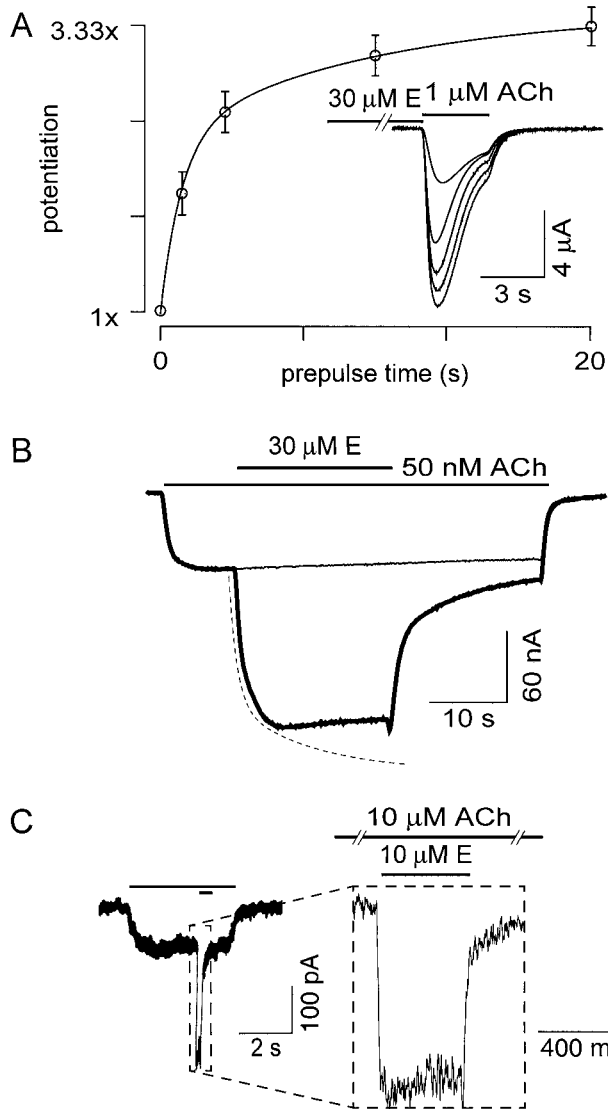 A
3.33x
potentiation
1x
30 μM E
1 μM ACh
4 μA
3 s
0
20
prepulse time (s)
B
30 μM E
50 nM ACh
60 nA
10 s
C
10 μM ACh
10 μM E
100 pA
2 s
400 m